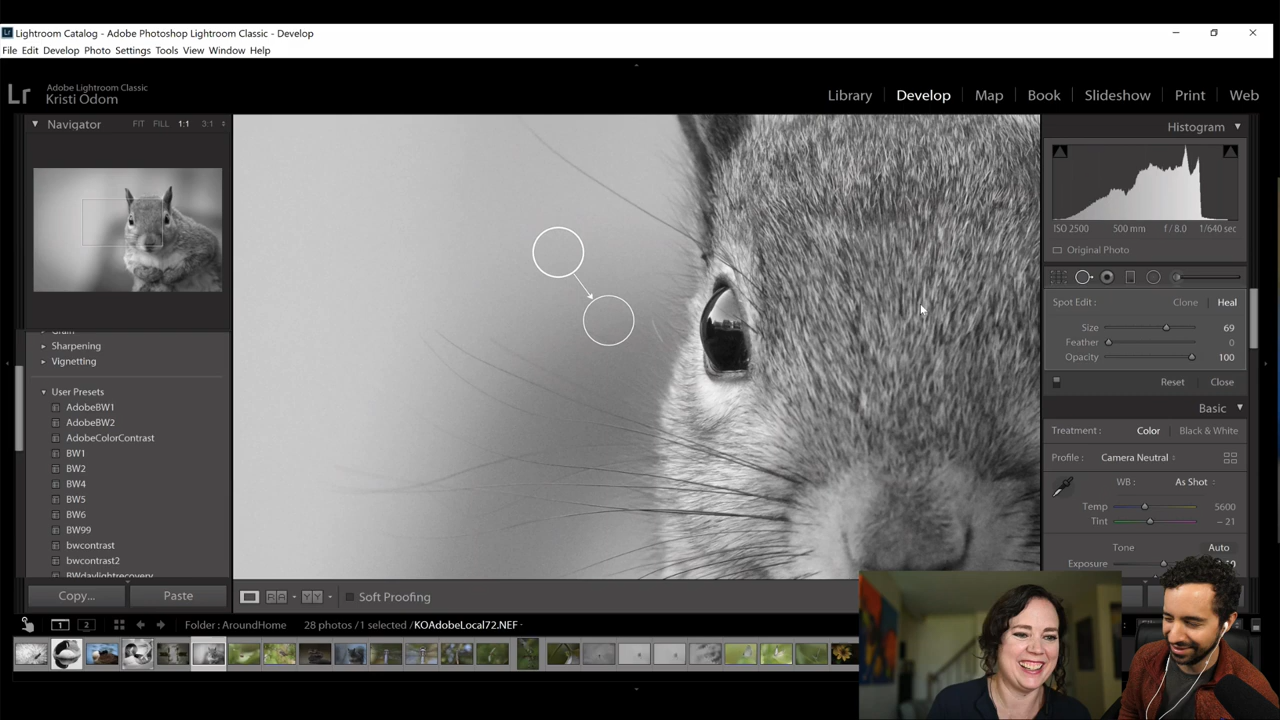 Lightroom Catalog - Adobe Photoshop Lightroom Classic - Develop
File Edit Develop Photo Settings Tools View Window Help
Lr
Adobe Lightroom Classic
Kristi Odom
Library Develop Map Book Slideshow Print Web
Navigator FIT FILL 1:1 3:1
Histogram
ISO 2500 500 mm f / 8.0 1/640 sec
Original Photo
Spot Edit : Clone Heal
Size 69
Feather 0
Opacity 100
Reset Close
Basic
Treatment : Color Black & White
Profile : Camera Neutral
WB : As Shot
Temp 5600
Tint – 21
Tone Auto
Exposure
Grain
Sharpening
Vignetting
User Presets
AdobeBW1
AdobeBW2
AdobeColorContrast
BW1
BW2
BW4
BW5
BW6
BW99
bwcontrast
bwcontrast2
BWdaylightrecovery
Copy... Paste
Soft Proofing
1 2 Folder : AroundHome 28 photos /1 selected /KOAdobeLocal72.NEF